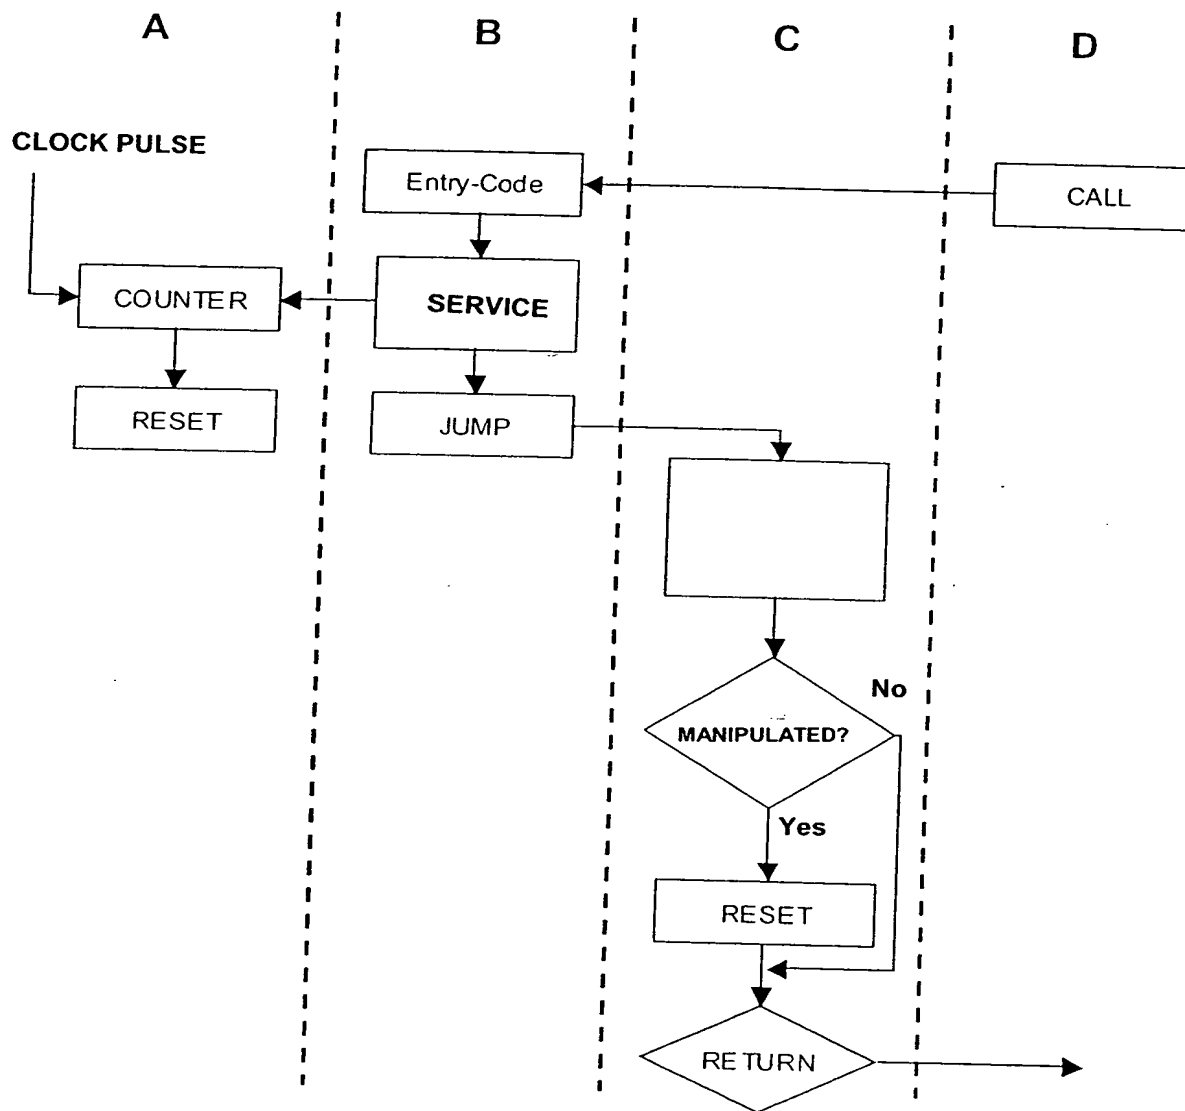 A
B
C
D
CLOCK PULSE
Entry-Code
CALL
COUNTER
SERVICE
RESET
JUMP
No
MANIPULATED?
Yes
RESET
RETURN